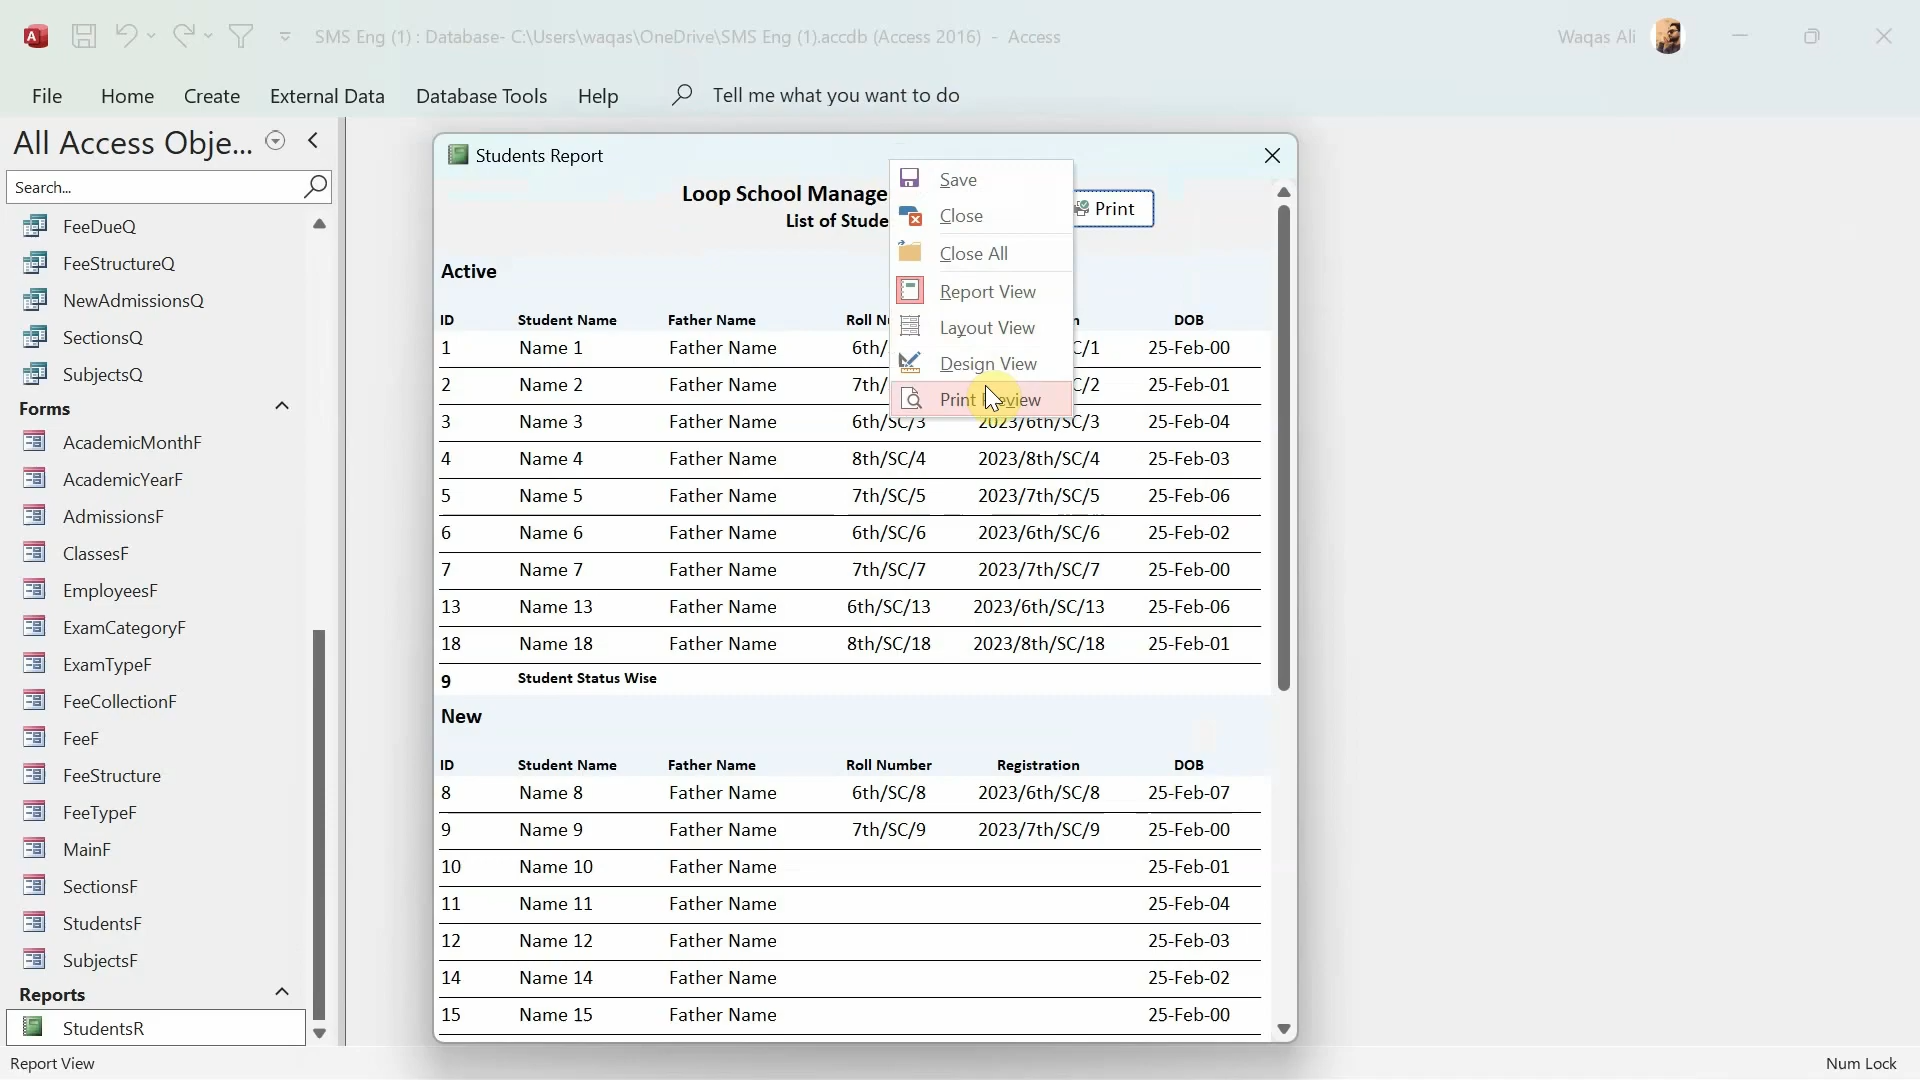 SMS Eng (1) : Database- C:\Users\waqas\OneDrive\SMS Eng (1).accdb (Access 2016) - Access
Waqas Ali
File Home Create External Data Database Tools Help Tell me what you want to do
All Access Obje...
Search...
FeeDueQ
FeeStructureQ
NewAdmissionsQ
SectionsQ
SubjectsQ
Forms
AcademicMonthF
AcademicYearF
AdmissionsF
ClassesF
EmployeesF
ExamCategoryF
ExamTypeF
FeeCollectionF
FeeF
FeeStructure
FeeTypeF
MainF
SectionsF
StudentsF
SubjectsF
Reports
StudentsR
Students Report
Loop School Manage
List of Stude
Print
Save
Close
Close All
Report View
Layout View
Design View
Print
Active
ID Student Name Father Name DOB
1 Name 1 Father Name 6th/ C/1 25-Feb-00
2 Name 2 Father Name 7th/ C/2 25-Feb-01
3 Name 3 Father Name 6th/SC/3 2023/6th/SC/3 25-Feb-04
4 Name 4 Father Name 8th/SC/4 2023/8th/SC/4 25-Feb-03
5 Name 5 Father Name 7th/SC/5 2023/7th/SC/5 25-Feb-06
6 Name 6 Father Name 6th/SC/6 2023/6th/SC/6 25-Feb-02
7 Name 7 Father Name 7th/SC/7 2023/7th/SC/7 25-Feb-00
13 Name 13 Father Name 6th/SC/13 2023/6th/SC/13 25-Feb-06
18 Name 18 Father Name 8th/SC/18 2023/8th/SC/18 25-Feb-01
9 Student Status Wise
New
ID Student Name Father Name Roll Number Registration DOB
8 Name 8 Father Name 6th/SC/8 2023/6th/SC/8 25-Feb-07
9 Name 9 Father Name 7th/SC/9 2023/7th/SC/9 25-Feb-00
10 Name 10 Father Name 25-Feb-01
11 Name 11 Father Name 25-Feb-04
12 Name 12 Father Name 25-Feb-03
14 Name 14 Father Name 25-Feb-02
15 Name 15 Father Name 25-Feb-00
Report View
Num Lock